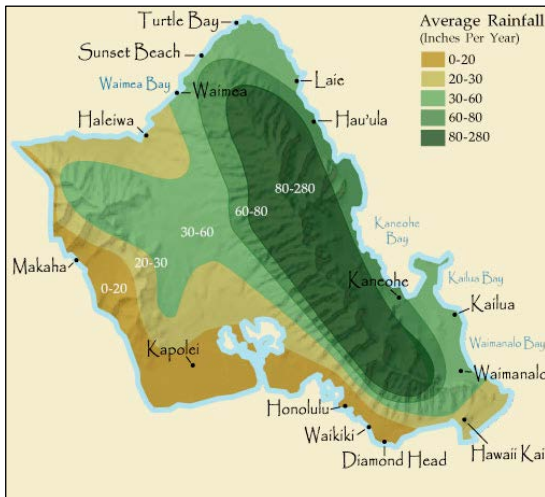 Average Rainfall
(Inches Per Year)
0-20
20-30
30-60
60-80
80-280
Turtle Bay
Sunset Beach
Waimea Bay
Waimea
Laie
Hau'ula
Haleiwa
80-280
60-80
30-60
Kaneohe
Bay
Makaha
20-30
0-20
Kaneohe
Kailua Bay
Kailua
Waimanalo Bay
Kapolei
Waimanalo
Honolulu
Waikiki
Hawaii Kai
Diamond Head